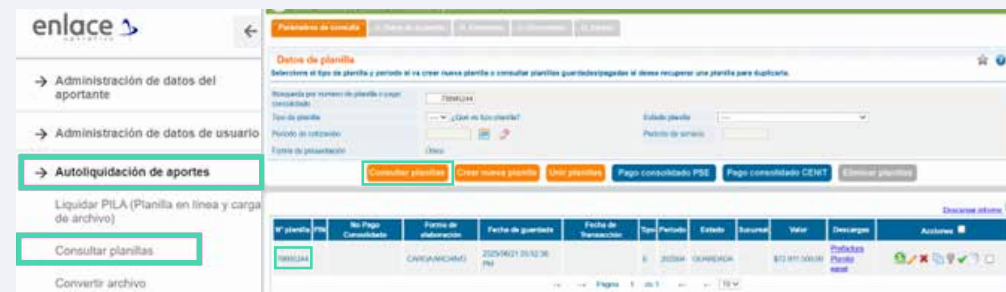 enlace
operativo
Administración de datos del
aportante
Administración de datos de usuario
Autoliquidación de aportes
Liquidar PILA (Planilla en línea y carga
de archivo)
Consultar planillas
Convertir archivo
Parámetros de consulta
Datos de planilla
Seleccione el tipo de planilla y periodo si va crear nueva planilla o consultar planillas guardadas/pagadas si desea recuperar una planilla para duplicarla.
Búsqueda por número de planilla o pago
consolidado
Tipo de planilla ¿Qué es tipo planilla? Estado planilla
Periodo de cotización Periodo de servicio
Forma de presentación Único
Consultar planillas Crear nueva planilla Unir planillas Pago consolidado PSE Pago consolidado CENIT Eliminar planillas
Descargar informe
N° planilla PIN No Pago Consolidado Forma de elaboración Fecha de guardado Fecha de Transacción Tipo Periodo Estado Sucursal Valor Descargas Acciones
CARGA ARCHIVO E GUARDADA
Página 1 de 1 10